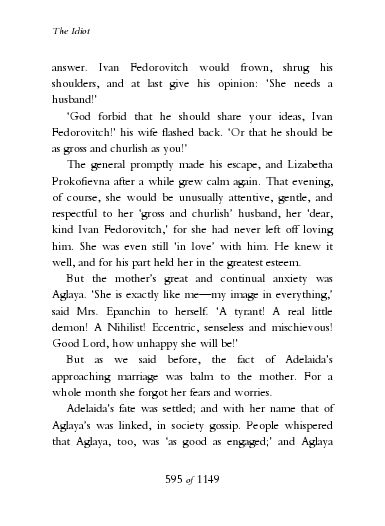 The Idiot
answer. Ivan Fedorovitch would frown, shrug his
shoulders, and at last give his opinion: 'She needs a
husband!'
'God forbid that he should share your ideas, Ivan
Fedorovitch!' his wife flashed back. 'Or that he should be
as gross and churlish as you!'
The general promptly made his escape, and Lizabetha
Prokofievna after a while grew calm again. That evening,
of course, she would be unusually attentive, gentle, and
respectful to her 'gross and churlish' husband, her 'dear,
kind Ivan Fedorovitch,' for she had never left off loving
him. She was even still 'in love' with him. He knew it
well, and for his part held her in the greatest esteem.
But the mother's great and continual anxiety was
Aglaya. 'She is exactly like me—my image in everything,'
said Mrs. Epanchin to herself. 'A tyrant! A real little
demon! A Nihilist! Eccentric, senseless and mischievous!
Good Lord, how unhappy she will be!'
But as we said before, the fact of Adelaida's
approaching marriage was balm to the mother. For a
whole month she forgot her fears and worries.
Adelaida's fate was settled; and with her name that of
Aglaya's was linked, in society gossip. People whispered
that Aglaya, too, was 'as good as engaged;' and Aglaya
595 of 1149